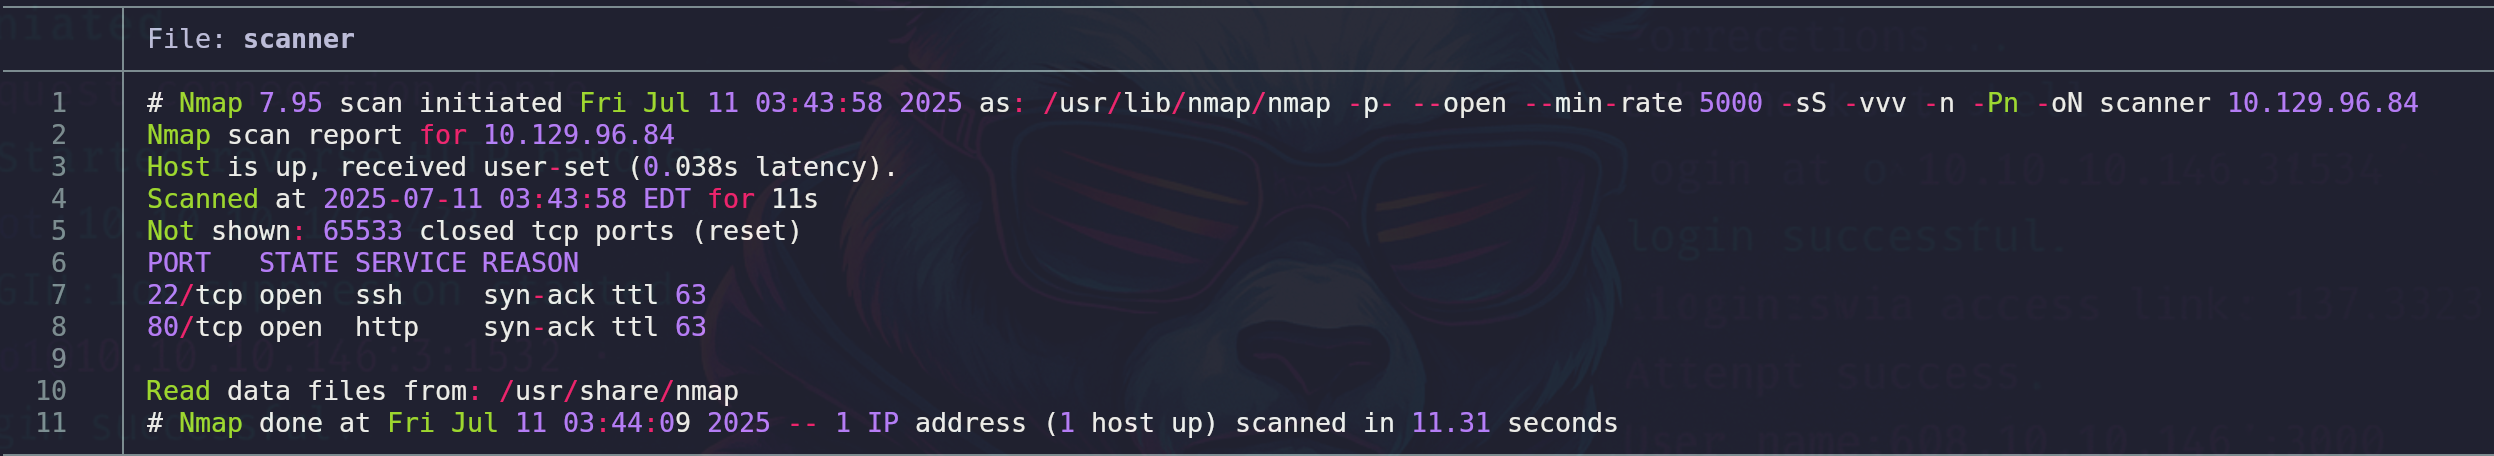 File: scanner
1 # Nmap 7.95 scan initiated Fri Jul 11 03:43:58 2025 as: /usr/lib/nmap/nmap -p- --open --min-rate 5000 -sS -vvv -n -Pn -oN scanner 10.129.96.84
2 Nmap scan report for 10.129.96.84
3 Host is up, received user-set (0.038s latency).
4 Scanned at 2025-07-11 03:43:58 EDT for 11s
5 Not shown: 65533 closed tcp ports (reset)
6 PORT   STATE SERVICE REASON
7 22/tcp open  ssh     syn-ack ttl 63
8 80/tcp open  http    syn-ack ttl 63
9
10 Read data files from: /usr/share/nmap
11 # Nmap done at Fri Jul 11 03:44:09 2025 -- 1 IP address (1 host up) scanned in 11.31 seconds